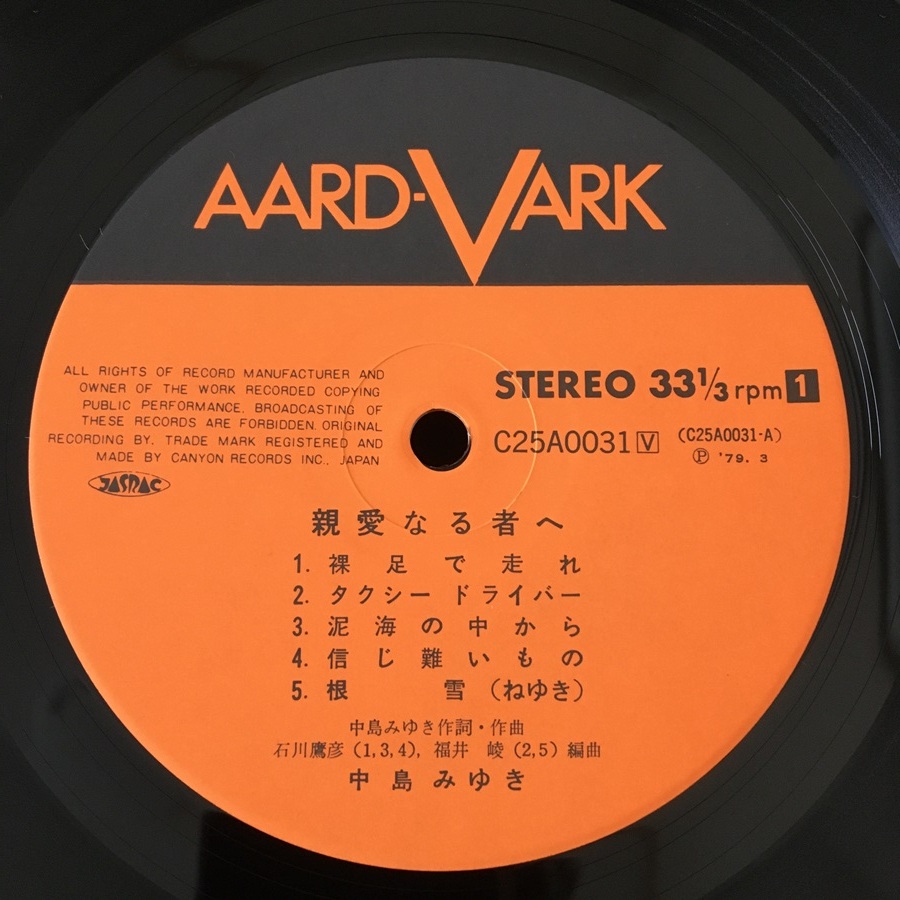 AARD-VARK
ALL RIGHTS OF RECORD MANUFACTURER AND
OWNER OF THE WORK RECORDED COPYING
PUBLIC PERFORMANCE, BROADCASTING OF
THESE RECORDS ARE FORBIDDEN. ORIGINAL
RECORDING BY, TRADE MARK REGISTERED AND
MADE BY CANYON RECORDS INC., JAPAN
JASRAC
STEREO 33⅓ rpm 1
C25A0031 V (C25A0031-A)
Ⓟ '79. 3
親愛なる者へ
1. 裸足で走れ
2. タクシー ドライバー
3. 泥海の中から
4. 信じ難いもの
5. 根雪(ねゆき)
中島みゆき作詞・作曲
石川鷹彦(1,3,4), 福井 崚(2,5)編曲
中島みゆき